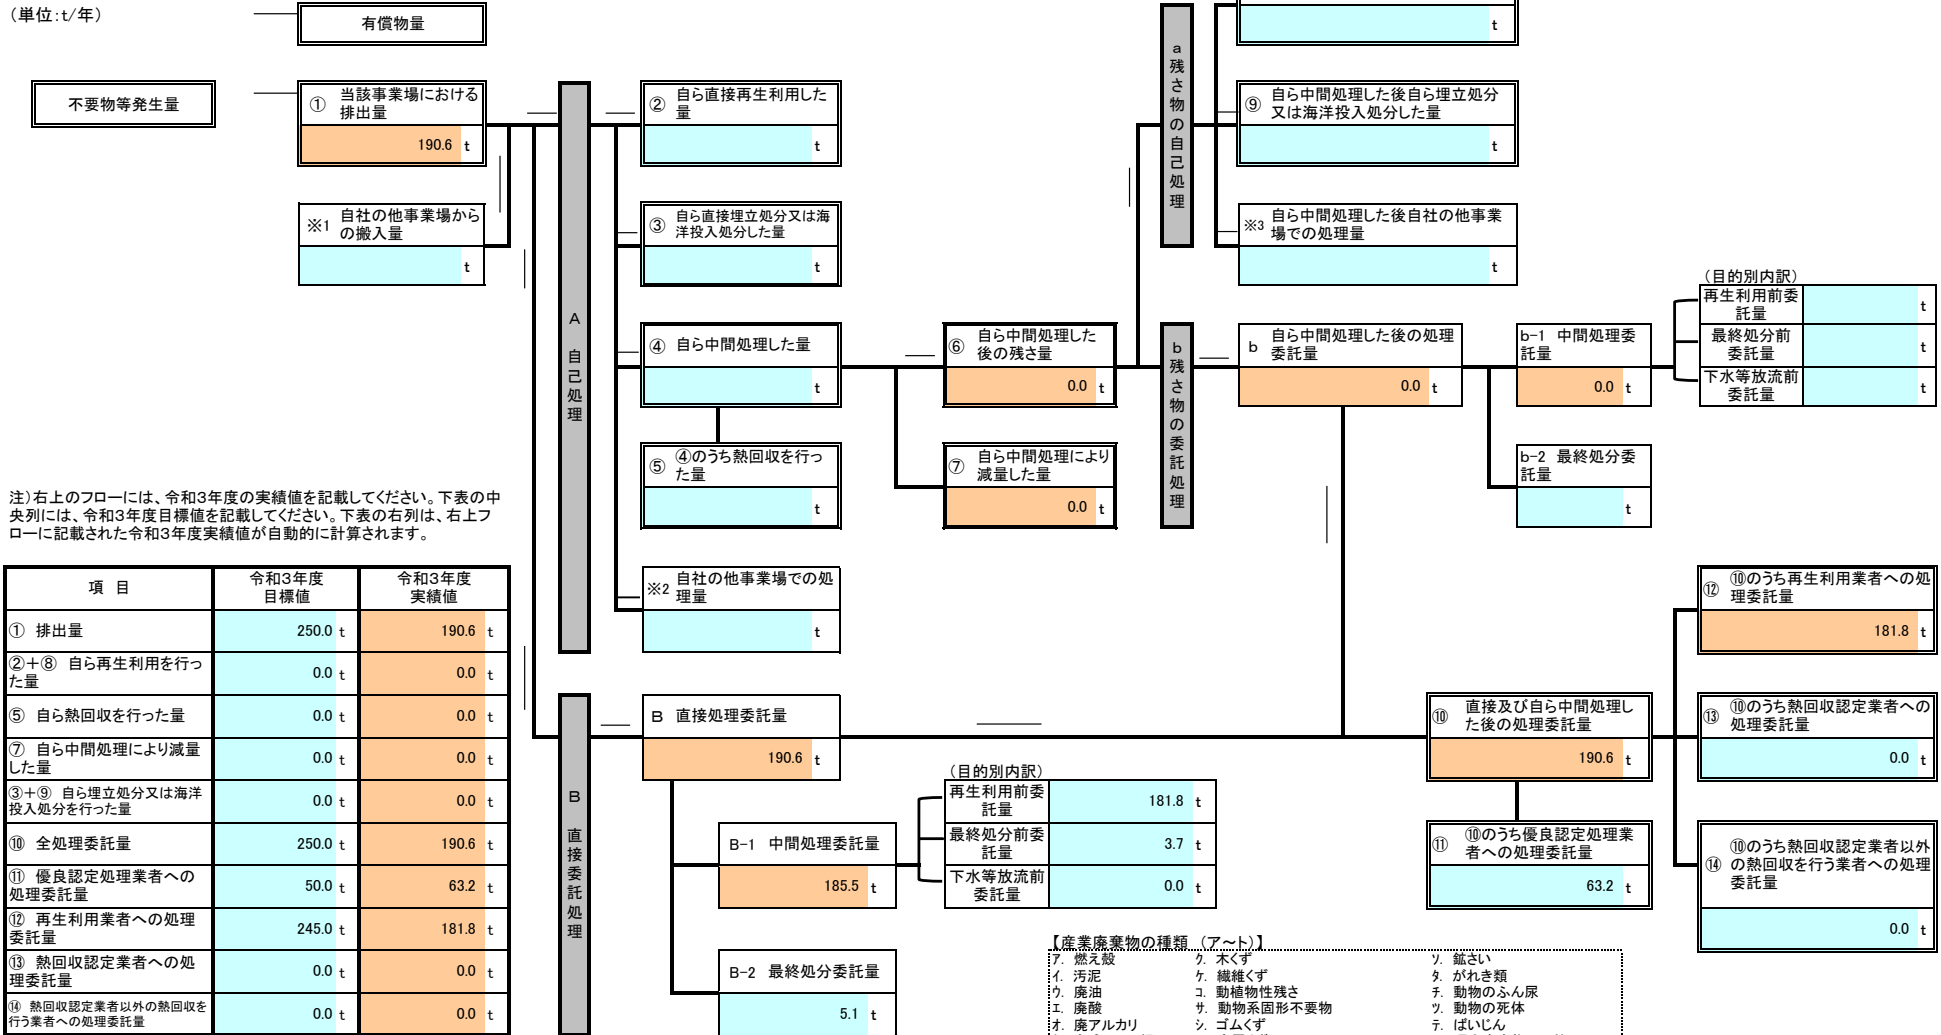 (単位:t/年)
有償物量
t
不要物等発生量
① 当該事業場における
排出量
190.6 t
※1 自社の他事業場から
の搬入量
t
A 自己処理
② 自ら直接再生利用した
量
t
③ 自ら直接埋立処分又は海
洋投入処分した量
t
④ 自ら中間処理した量
t
⑤ ④のうち熱回収を行っ
た量
t
※2 自社の他事業場での処
理量
t
⑥ 自ら中間処理した
後の残さ量
0.0 t
⑦ 自ら中間処理により
減量した量
0.0 t
a 残さ物の自己処理
⑨ 自ら中間処理した後自ら埋立処分
又は海洋投入処分した量
t
※3 自ら中間処理した後自社の他事業
場での処理量
t
b 残さ物の委託処理
b 自ら中間処理した後の処理
委託量
0.0 t
b-1 中間処理委
託量
0.0 t
b-2 最終処分委
託量
t
(目的別内訳)
再生利用前委
託量
t
最終処分前
委託量
t
下水等放流前
委託量
t
注)右上のフローには、令和3年度の実績値を記載してください。下表の中
央列には、令和3年度目標値を記載してください。下表の右列は、右上フ
ローに記載された令和3年度実績値が自動的に計算されます。
項 目 令和3年度 目標値 令和3年度 実績値
① 排出量 250.0 t 190.6 t
②+⑧ 自ら再生利用を行っ
た量 0.0 t 0.0 t
⑤ 自ら熱回収を行った量 0.0 t 0.0 t
⑦ 自ら中間処理により減量
した量 0.0 t 0.0 t
③+⑨ 自ら埋立処分又は海洋
投入処分を行った量 0.0 t 0.0 t
⑩ 全処理委託量 250.0 t 190.6 t
⑪ 優良認定処理業者への
処理委託量 50.0 t 63.2 t
⑫ 再生利用業者への処理
委託量 245.0 t 181.8 t
⑬ 熱回収認定業者への処
理委託量 0.0 t 0.0 t
⑭ 熱回収認定業者以外の熱回収を
行う業者への処理委託量 0.0 t 0.0 t
B 直接委託処理
B 直接処理委託量
190.6 t
B-1 中間処理委託量
185.5 t
B-2 最終処分委託量
5.1 t
(目的別内訳)
再生利用前委
託量 181.8 t
最終処分前委
託量 3.7 t
下水等放流前
委託量 0.0 t
⑩ 直接及び自ら中間処理し
た後の処理委託量
190.6 t
⑪ ⑩のうち優良認定処理業
者への処理委託量
63.2 t
⑫ ⑩のうち再生利用業者への処
理委託量
181.8 t
⑬ ⑩のうち熱回収認定業者への
処理委託量
0.0 t
⑭ ⑩のうち熱回収認定業者以外
の熱回収を行う業者への処理
委託量
0.0 t
【産業廃棄物の種類 (ア~ト)】
ア. 燃え殻 ク. 木くず ソ. 鉱さい
イ. 汚泥 ケ. 繊維くず タ. がれき類
ウ. 廃油 コ. 動植物性残さ チ. 動物のふん尿
エ. 廃酸 サ. 動物系固形不要物 ツ. 動物の死体
オ. 廃アルカリ シ. ゴムくず テ. ばいじん